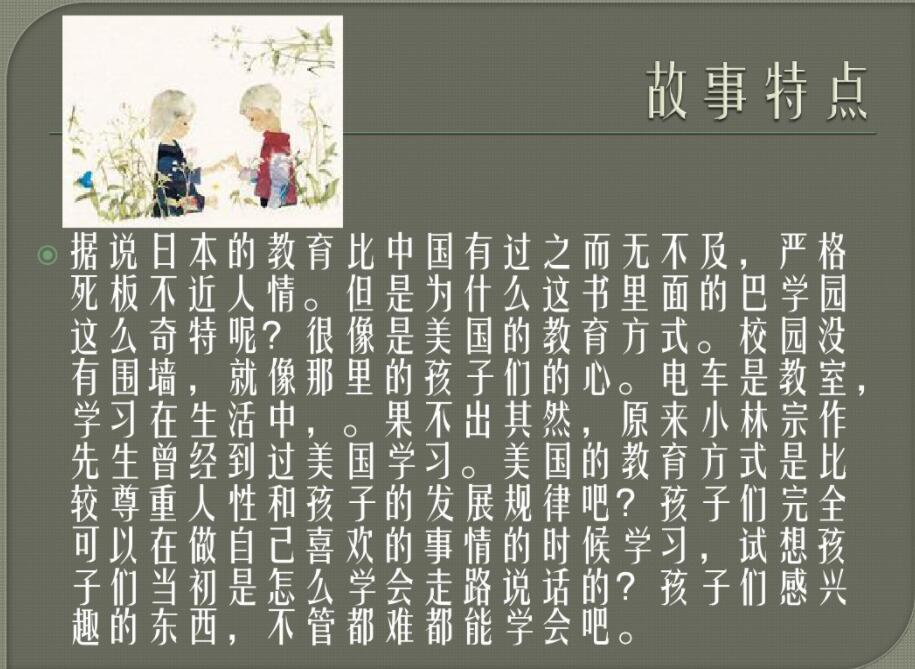 故事特点
据说日本的教育比中国有过之而无不及，严格
死板不近人情。但是为什么这书里面的巴学园
这么奇特呢？很像是美国的教育方式。校园没
有围墙，就像那里的孩子们的心。电车是教室，
学习在生活中，。果不出其然，原来小林宗作
先生曾经到过美国学习。美国的教育方式是比
较尊重人性和孩子的发展规律吧？孩子们完全
可以在做自己喜欢的事情的时候学习，试想孩
子们当初是怎么学会走路说话的？孩子们感兴
趣的东西，不管都难都能学会吧。